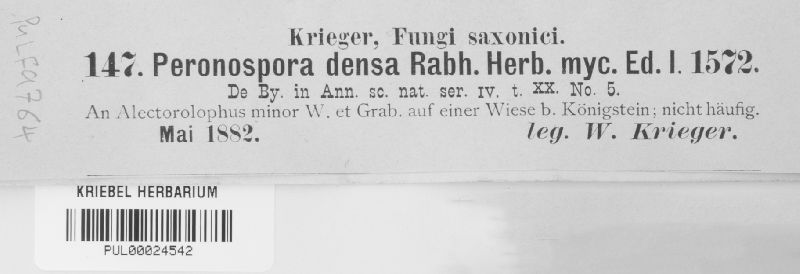 Krieger, Fungi saxonici.
147. Peronospora densa Rabh. Herb. myc. Ed. I. 1572.
De By. in Ann. sc. nat. ser. IV. t. XX. No. 5.
An Alectorolophus minor W. et Grab. auf einer Wiese b. Königstein; nicht häufig.
Mai 1882. leg. W. Krieger.
PULFQ764
KRIEBEL HERBARIUM
PUL00024542